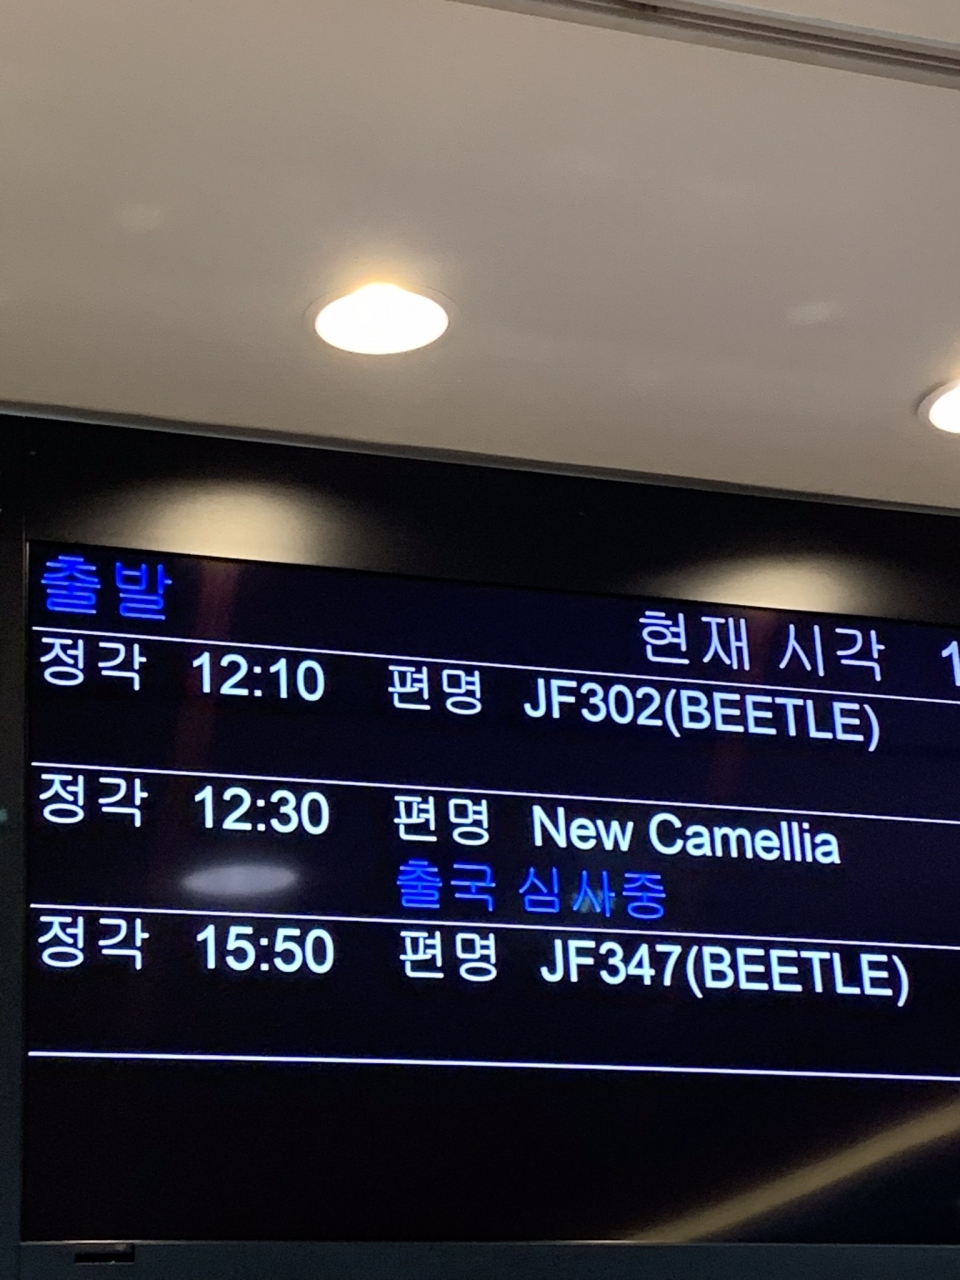 출발
현재 시각 1
정각 12:10 편명 JF302(BEETLE)
정각 12:30 편명 New Camellia
출국 심사중
정각 15:50 편명 JF347(BEETLE)